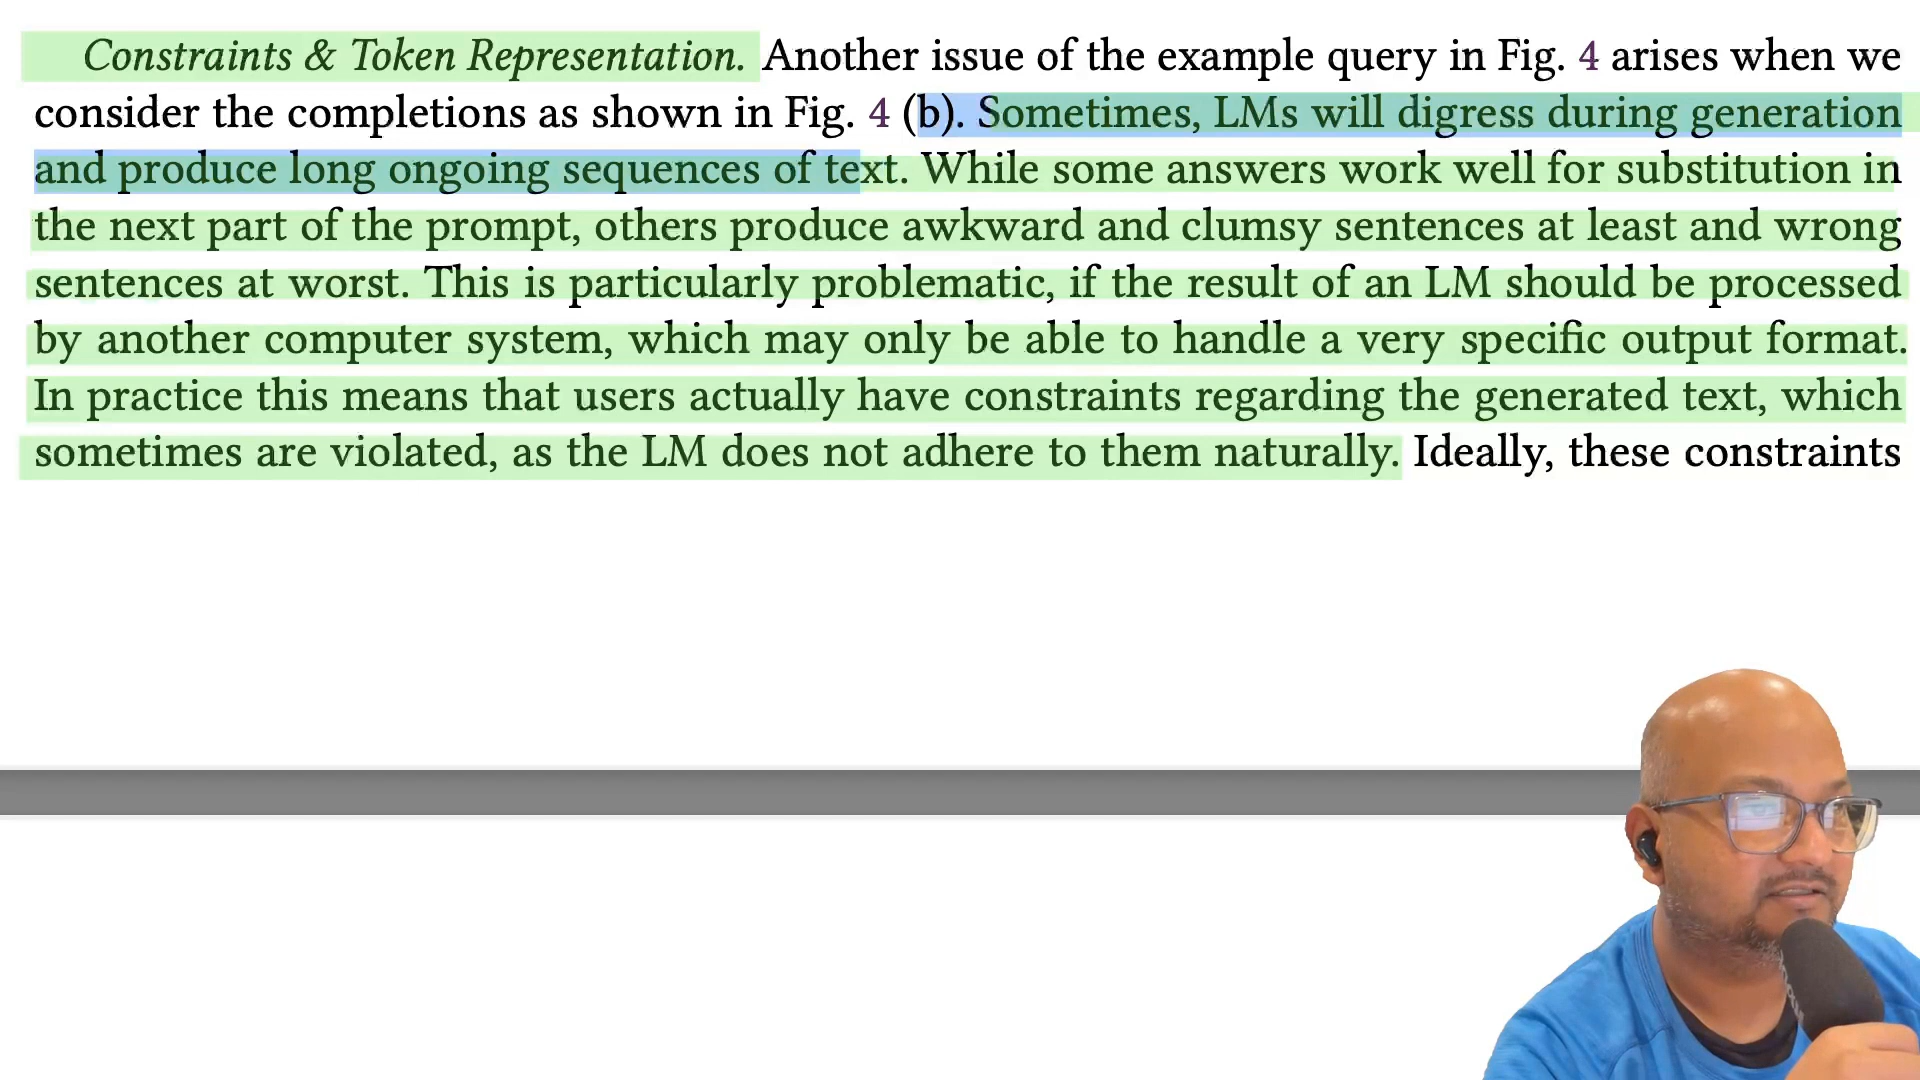 Constraints & Token Representation. Another issue of the example query in Fig. 4 arises when we
consider the completions as shown in Fig. 4 (b). Sometimes, LMs will digress during generation
and produce long ongoing sequences of text. While some answers work well for substitution in
the next part of the prompt, others produce awkward and clumsy sentences at least and wrong
sentences at worst. This is particularly problematic, if the result of an LM should be processed
by another computer system, which may only be able to handle a very specific output format.
In practice this means that users actually have constraints regarding the generated text, which
sometimes are violated, as the LM does not adhere to them naturally. Ideally, these constraints